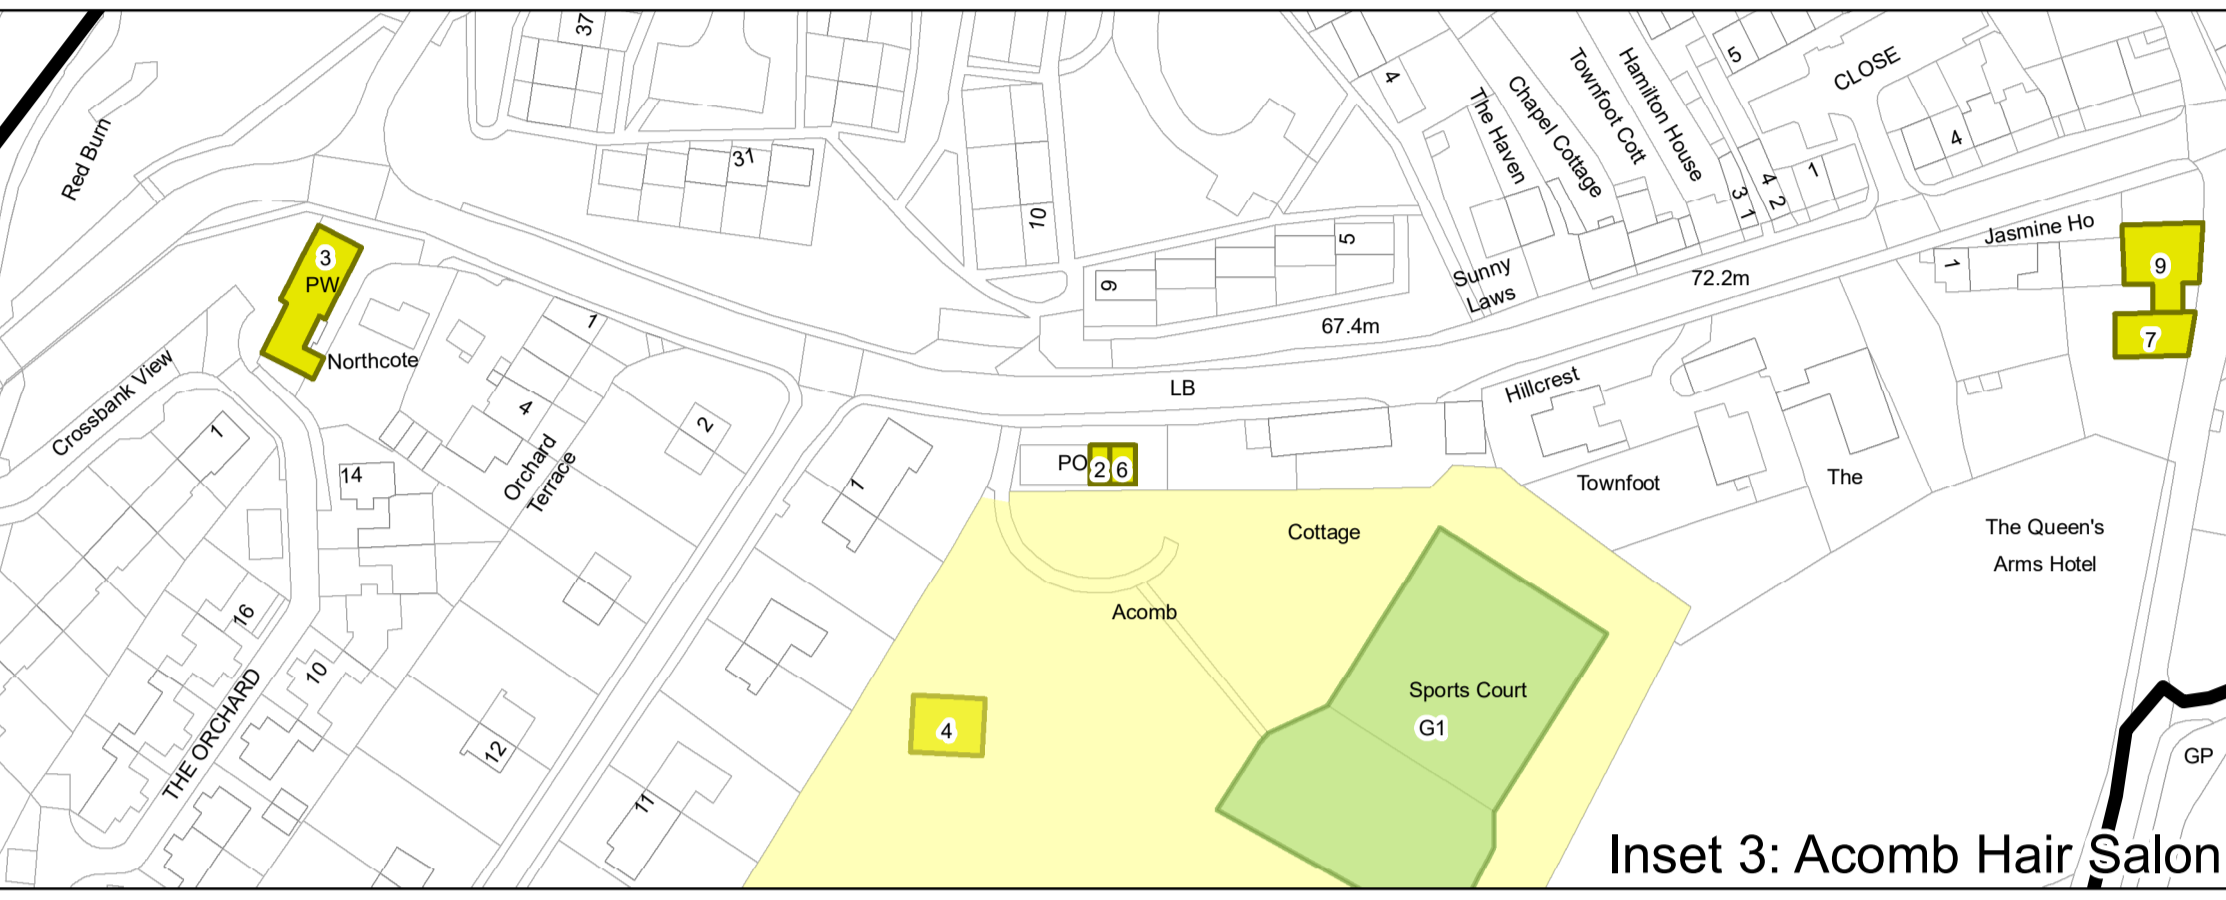 37
5
CLOSE
4
Hamilton House
Townfoot Cott
Chapel Cottage
The Haven
Red Burn
31
4
1
4
2
3
1
10
Jasmine Ho
5
3
PW
9
1
Sunny
Laws
72.2m
9
67.4m
7
1
Northcote
LB
Hillcrest
Crossbank View
4
2
1
14
Orchard
Terrace
1
PO
2
6
Townfoot
The
The Queen's
Arms Hotel
Cottage
16
Acomb
10
Sports Court
G1
THE ORCHARD
12
4
GP
11
Inset 3: Acomb Hair Salon